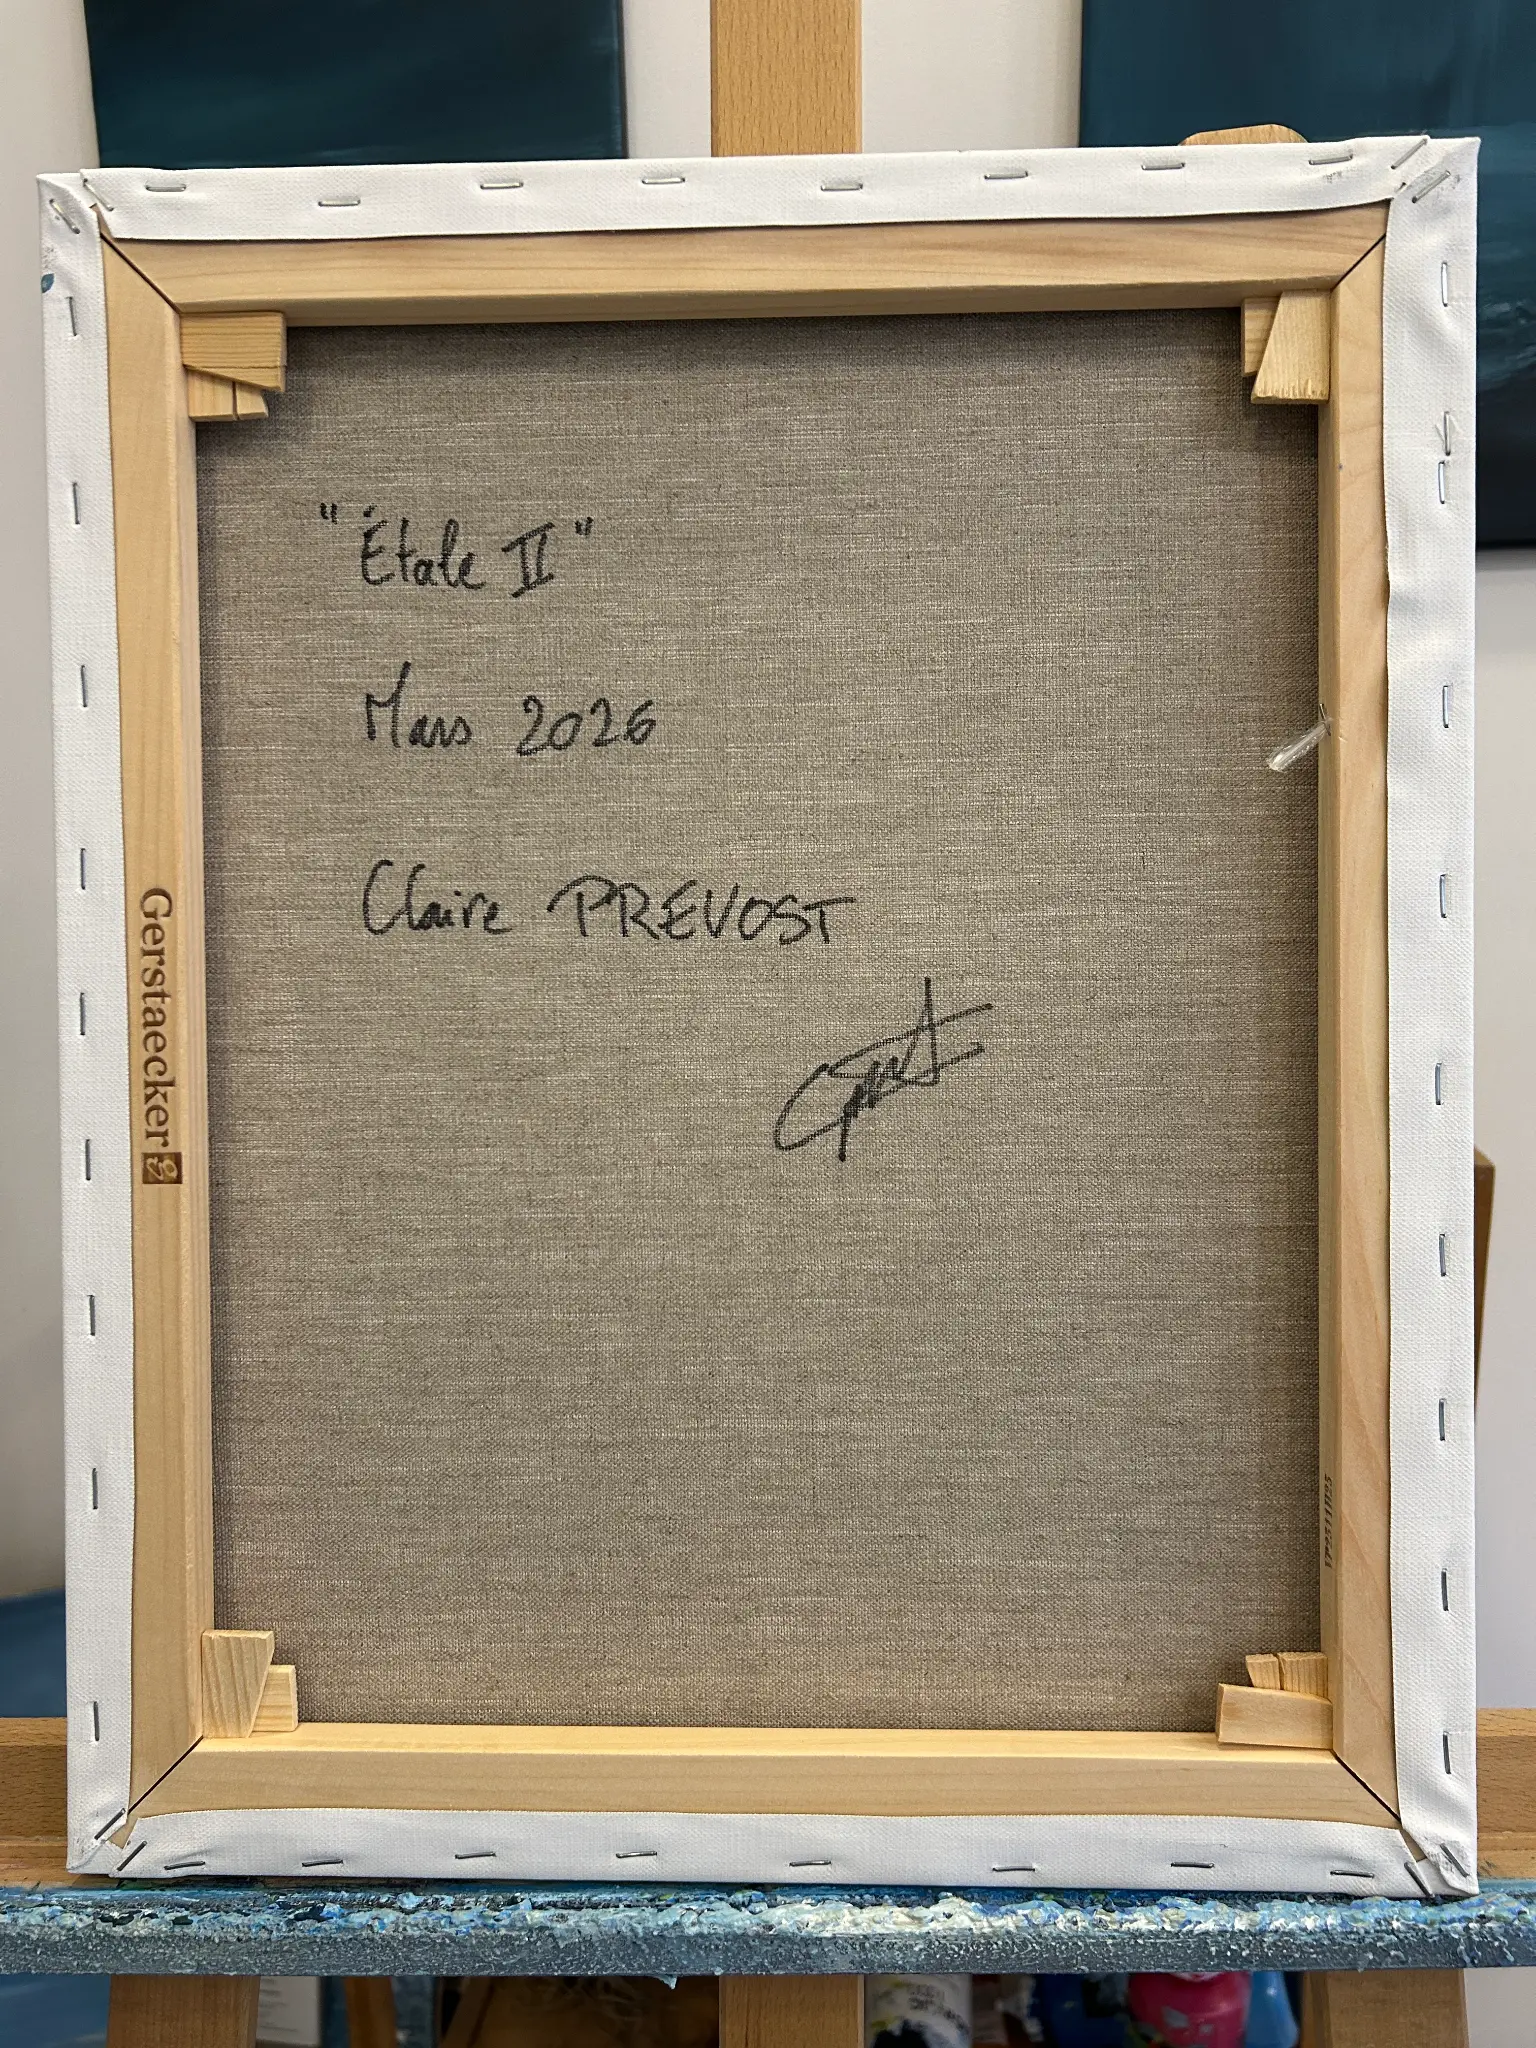 "Étale II"
Mars 2026
Claire PREVOST
Gerstaecker